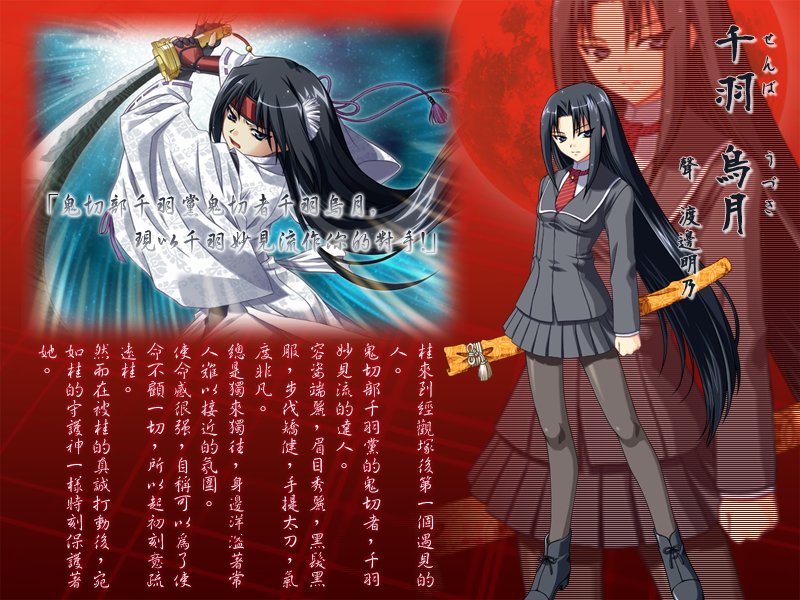 千羽 烏月
せんば うづき
聲 渡邊明乃
「鬼切部千羽黨鬼切者千羽烏月,
現以千羽妙見流作你的對手!」
桂來到經觀塚後第一個遇見的
人。
鬼切部千羽黨的鬼切者,千羽
妙見流的達人。
容姿端麗,眉目秀麗,黑髮黑
服,步伐矯健,手提太刀,氣
度非凡。
總是獨來獨往,身邊洋溢著常
人難以接近的氛圍。
使命感很强,自稱可以為了使
命不顧一切,所以起初刻意疏
遠桂。
然而在被桂的真誠打動後,宛
如桂的守護神一樣時刻保護著
她。